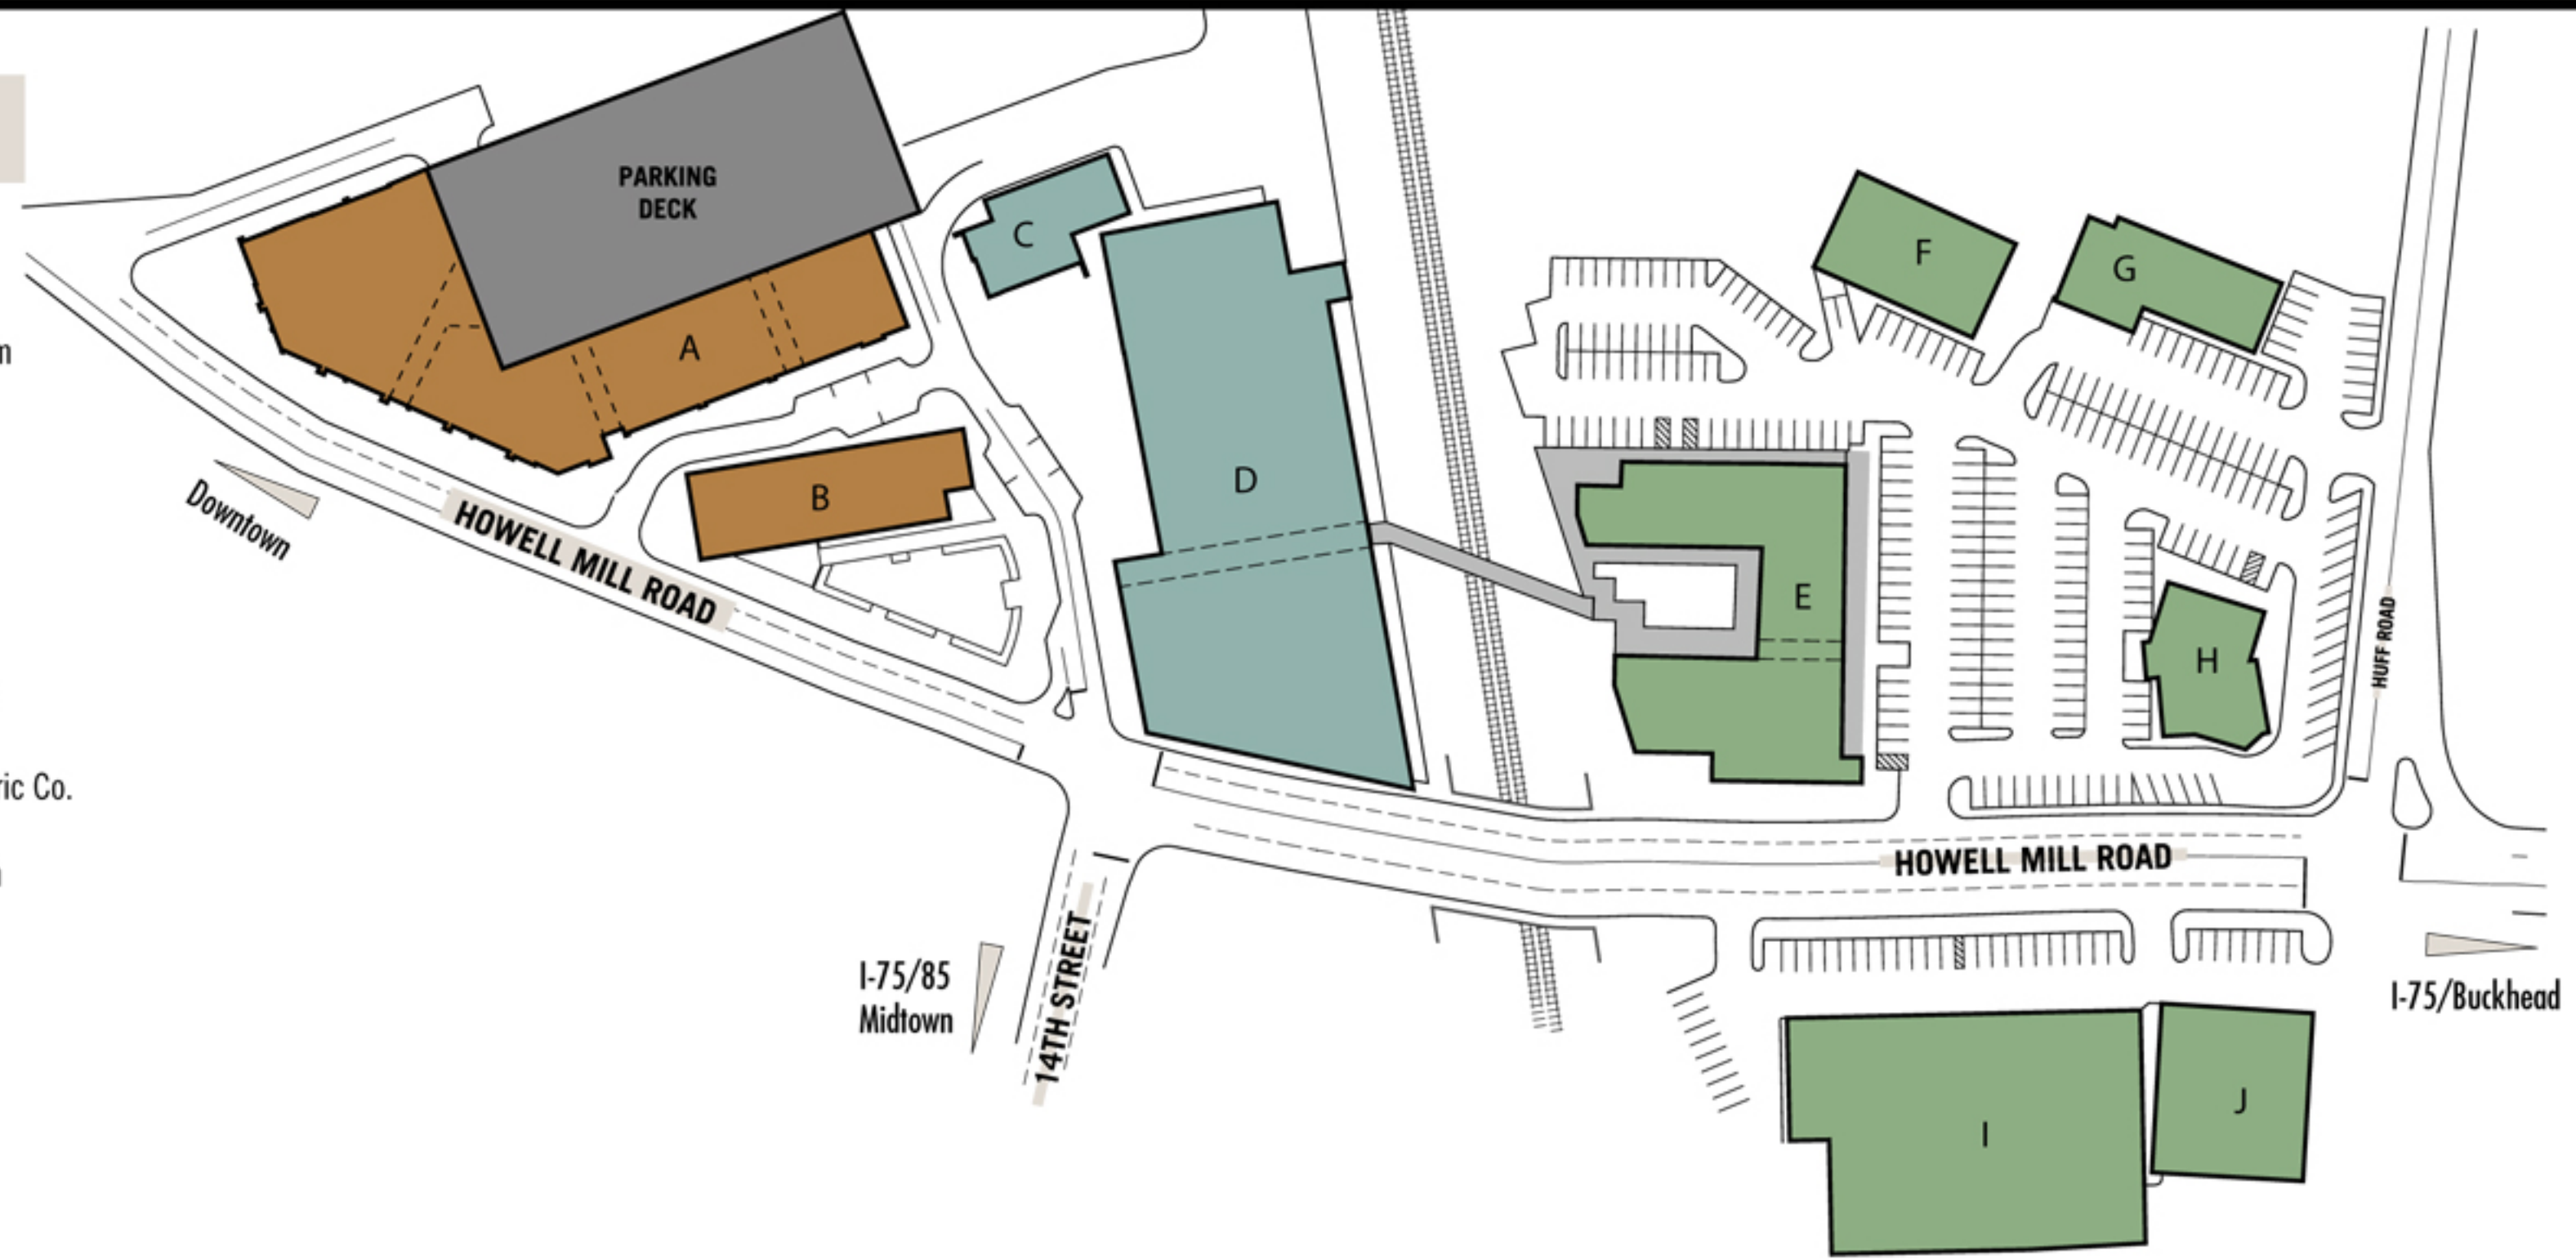 PARKING
DECK
C
F
G
A
m
D
B
Downtown
HOWELL MILL ROAD
E
H
HUFF ROAD
ric Co.
HOWELL MILL ROAD
14TH STREET
I-75/85
Midtown
I-75/Buckhead
I
J